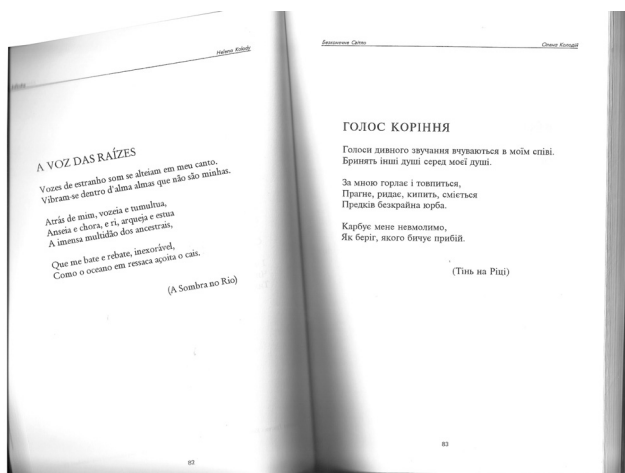 Helena Kolody
A VOZ DAS RAÍZES
Vozes de estranho som se alteiam em meu canto.
Vibram-se dentro d'alma almas que não são minhas.
Atrás de mim, vozeia e tumultua,
Anseia e chora, e ri, arqueja e estua
A imensa multidão dos ancestrais,
Que me bate e rebate, inexorável,
Como o oceano em ressaca açoita o cais.
(A Sombra no Rio)
82
Безконечне Світло
Олена Колодій
ГОЛОС КОРІННЯ
Голоси дивного звучання вчуваються в моїм співі.
Бринять інші душі серед моєї душі.
За мною горлає і товпиться,
Прагне, ридає, кипить, сміється
Предків безкрайна юрба.
Карбує мене невмолимо,
Як беріг, якого бичує прибій.
(Тінь на Ріці)
83